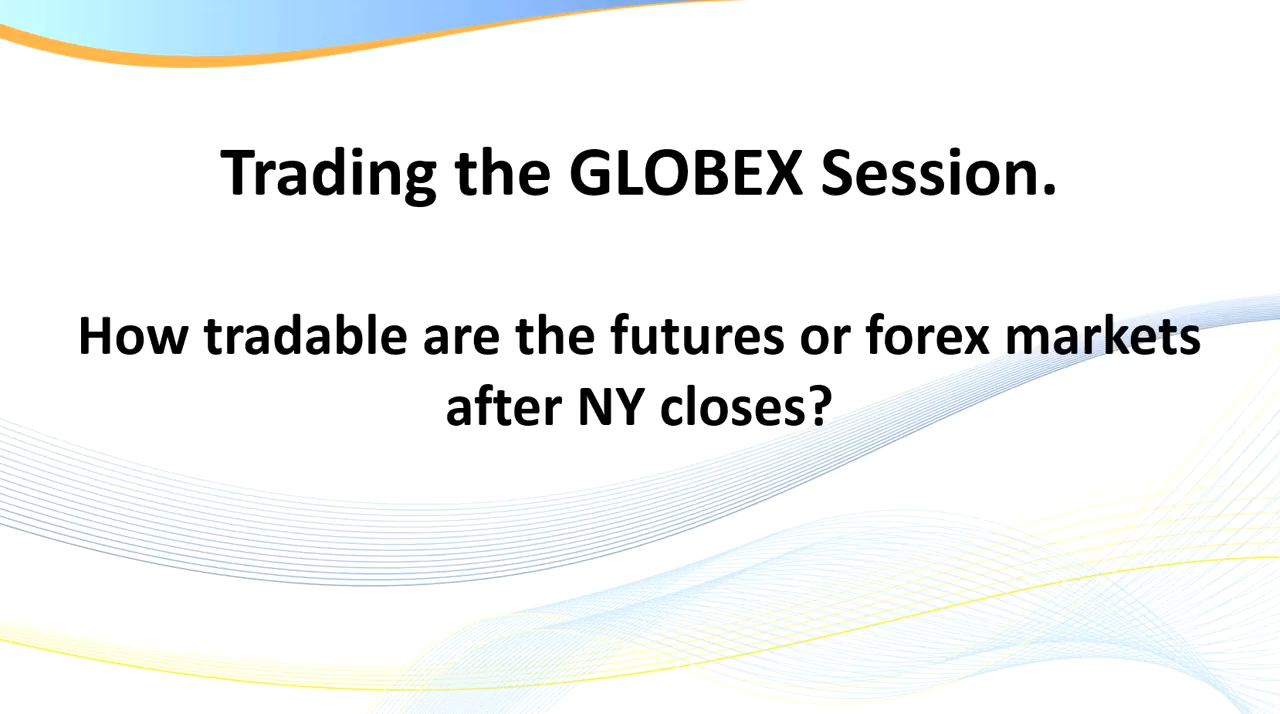 Trading the GLOBEX Session.
How tradable are the futures or forex markets
after NY closes?